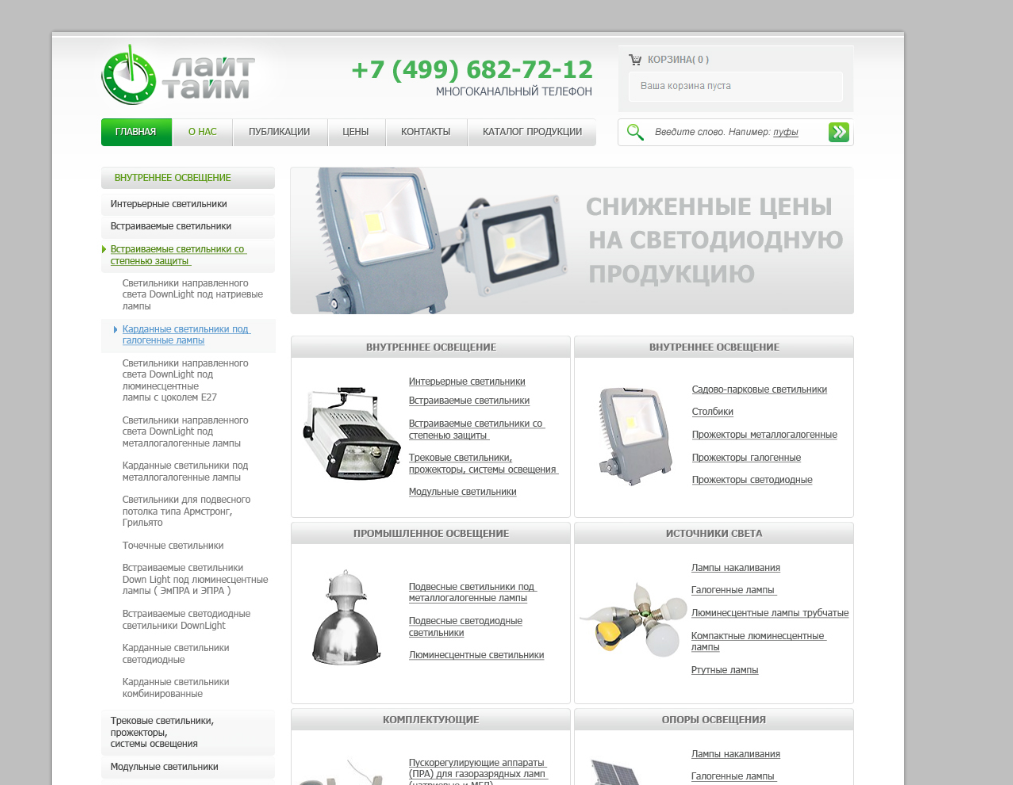 лайт
тайм
+7 (499) 682-72-12
МНОГОКАНАЛЬНЫЙ ТЕЛЕФОН
КОРЗИНА( 0 )
Ваша корзина пуста
ГЛАВНАЯ
О НАС
ПУБЛИКАЦИИ
ЦЕНЫ
КОНТАКТЫ
КАТАЛОГ ПРОДУКЦИИ
Введите слово. Напимер: луфы
ВНУТРЕННЕЕ ОСВЕЩЕНИЕ
Интерьерные светильники
Встраиваемые светильники
Встраиваемые светильники со
степенью защиты
Светильники направленного
света DownLight под натриевые
лампы
Карданные светильники под
галогенные лампы
Светильники направленного
света DownLight под
люминесцентные
лампы с цоколем E27
Светильники направленного
света DownLight под
металлогалогенные лампы
Карданные светильники под
металлогалогенные лампы
Светильники для подвесного
потолка типа Армстронг,
Грильято
Точечные светильники
Встраиваемые светильники
Down Light под люминесцентные
лампы ( ЭмПРА и ЭПРА )
Встраиваемые светодиодные
светильники DownLight
Карданные светильники
светодиодные
Карданные светильники
комбинированные
Трековые светильники,
прожекторы,
системы освещения
Модульные светильники
СНИЖЕННЫЕ ЦЕНЫ
НА СВЕТОДИОДНУЮ
ПРОДУКЦИЮ
ВНУТРЕННЕЕ ОСВЕЩЕНИЕ
Интерьерные светильники
Встраиваемые светильники
Встраиваемые светильники со
степенью защиты
Трековые светильники,
прожекторы, системы освещения
Модульные светильники
ВНУТРЕННЕЕ ОСВЕЩЕНИЕ
Садово-парковые светильники
Столбики
Прожекторы металлогалогенные
Прожекторы галогенные
Прожекторы светодиодные
ПРОМЫШЛЕННОЕ ОСВЕЩЕНИЕ
Подвесные светильники под
металлогалогенные лампы
Подвесные светодиодные
светильники
Люминесцентные светильники
ИСТОЧНИКИ СВЕТА
Лампы накаливания
Галогенные лампы
Люминесцентные лампы трубчатые
Компактные люминесцентные
лампы
Ртутные лампы
КОМПЛЕКТУЮЩИЕ
Пускорегулирующие аппараты
(ПРА) для газоразрядных ламп
(натриевые и МГЛ)
ОПОРЫ ОСВЕЩЕНИЯ
Лампы накаливания
Галогенные лампы